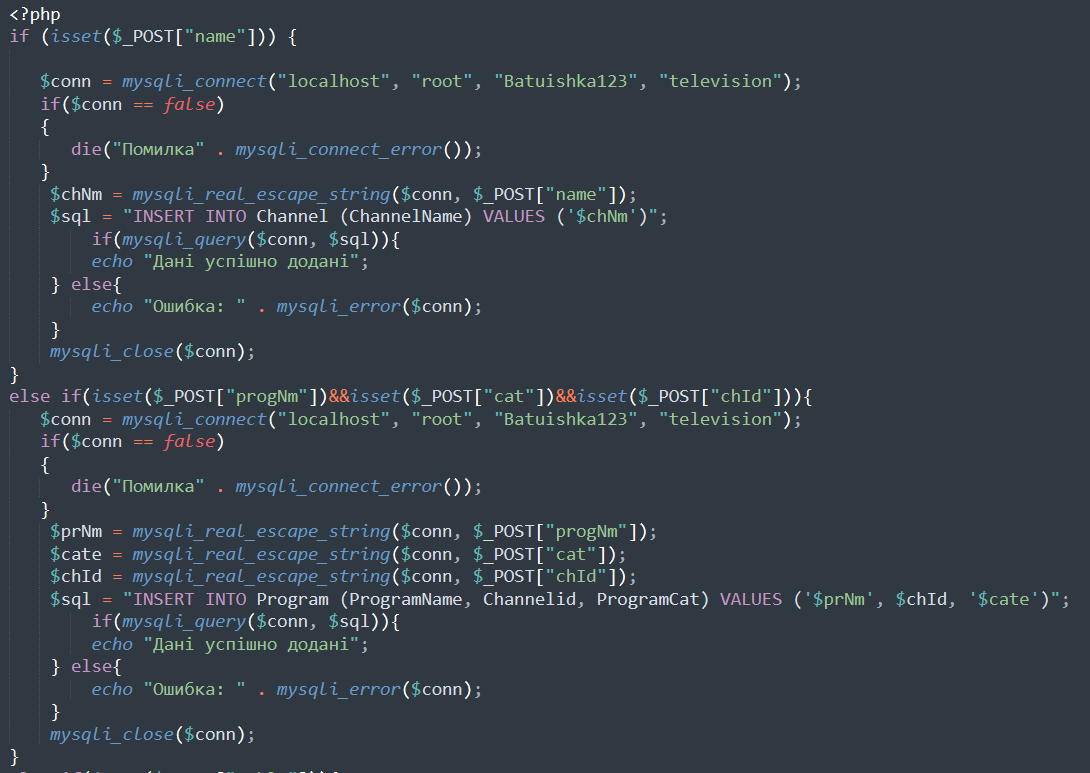 <?php
if (isset($_POST["name"])) {
$conn = mysqli_connect("localhost", "root", "Batuishka123", "television");
if($conn == false)
{
die("Помилка" . mysqli_connect_error());
}
$chNm = mysqli_real_escape_string($conn, $_POST["name"]);
$sql = "INSERT INTO Channel (ChannelName) VALUES ('$chNm')";
if(mysqli_query($conn, $sql)){
echo "Дані успішно додані";
} else{
echo "Ошибка: " . mysqli_error($conn);
}
mysqli_close($conn);
}
else if(isset($_POST["progNm"])&&isset($_POST["cat"])&&isset($_POST["chId"])){
$conn = mysqli_connect("localhost", "root", "Batuishka123", "television");
if($conn == false)
{
die("Помилка" . mysqli_connect_error());
}
$prNm = mysqli_real_escape_string($conn, $_POST["progNm"]);
$cate = mysqli_real_escape_string($conn, $_POST["cat"]);
$chId = mysqli_real_escape_string($conn, $_POST["chId"]);
$sql = "INSERT INTO Program (ProgramName, Channelid, ProgramCat) VALUES ('$prNm', $chId, '$cate')";
if(mysqli_query($conn, $sql)){
echo "Дані успішно додані";
} else{
echo "Ошибка: " . mysqli_error($conn);
}
mysqli_close($conn);
}